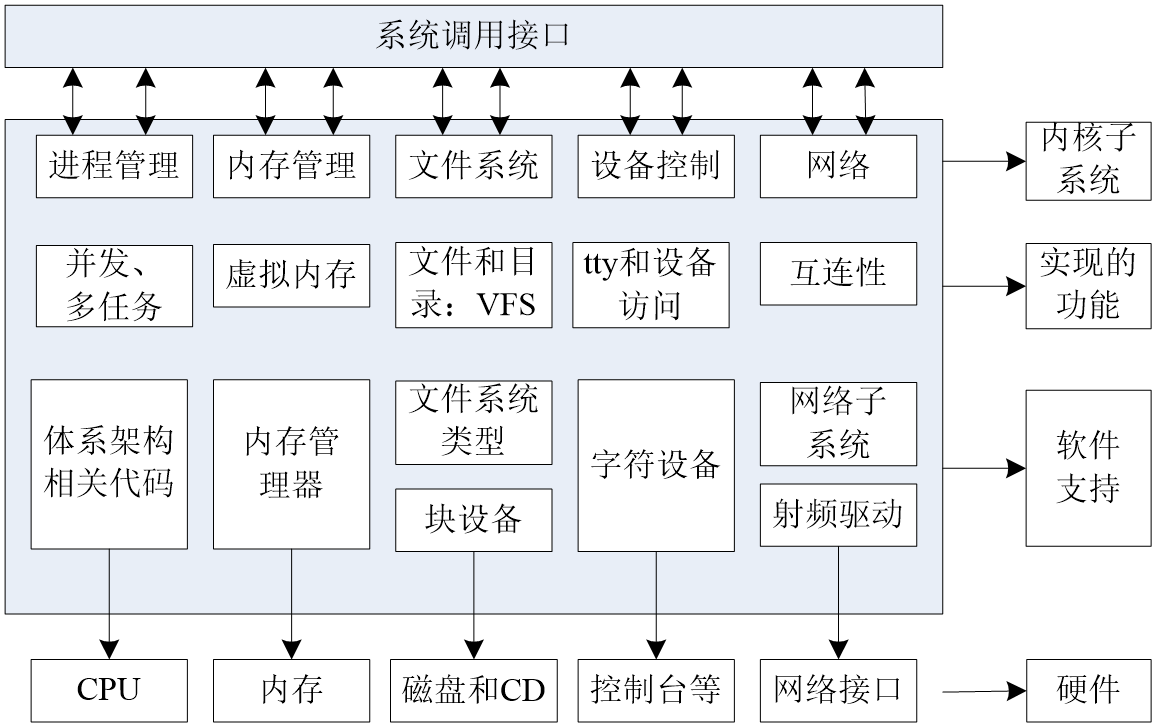 系统调用接口
进程管理
内存管理
文件系统
设备控制
网络
内核子
系统
并发、
多任务
虚拟内存
文件和目
录：VFS
tty和设备
访问
互连性
实现的
功能
体系架构
相关代码
内存管
理器
文件系统
类型
块设备
字符设备
网络子
系统
射频驱动
软件
支持
CPU
内存
磁盘和CD
控制台等
网络接口
硬件